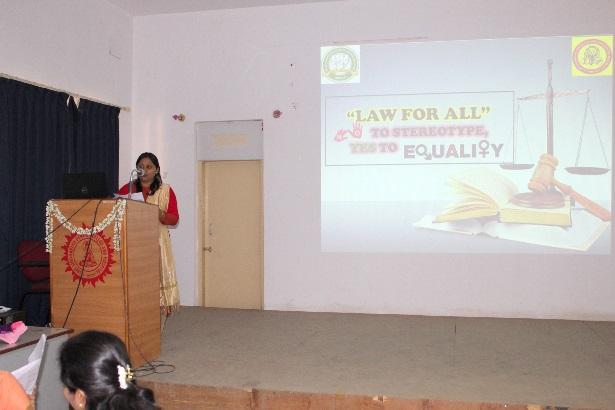 "LAW FOR ALL"
TO STEREOTYPE,
YES TO EQUALITY